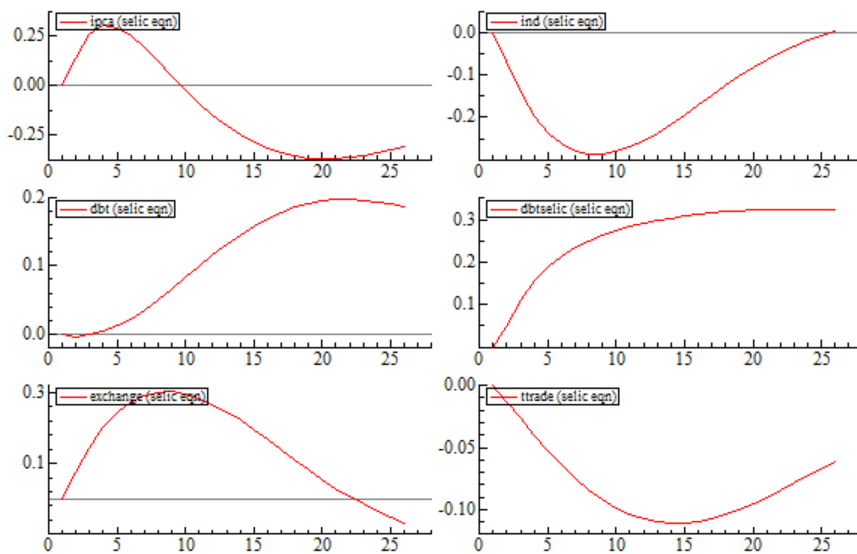 ipca (selic eqn)
0.25
0.00
-0.25
0 5 10 15 20 25
ind (selic eqn)
0.0
-0.1
-0.2
0 5 10 15 20 25
dbt (selic eqn)
0.2
0.1
0.0
0 5 10 15 20 25
dbtselic (selic eqn)
0.3
0.2
0.1
0 5 10 15 20 25
exchange (selic eqn)
0.3
0.1
0 5 10 15 20 25
ttrade (selic eqn)
0.00
-0.05
-0.10
0 5 10 15 20 25